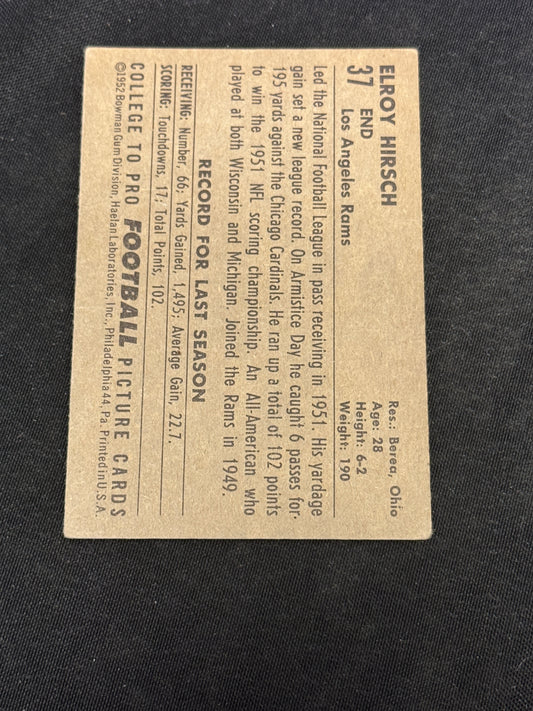 ELROY HIRSCH
37 END
Los Angeles Rams
Res.: Berea, Ohio
Age: 28
Height: 6-2
Weight: 190
Led the National Football League in pass receiving in 1951. His yardage
gain set a new league record. On Armistice Day he caught 6 passes for
195 yards against the Chicago Cardinals. He ran up a total of 102 points
to win the 1951 NFL scoring championship. An All-American who
played at both Wisconsin and Michigan. Joined the Rams in 1949.
RECORD FOR LAST SEASON
RECEIVING: Number, 66; Yards Gained, 1,495; Average Gain, 22.7.
SCORING: Touchdowns, 17; Total Points, 102.
COLLEGE TO PRO FOOTBALL PICTURE CARDS
©1952 Bowman Gum Division, Haelan Laboratories, Inc., Philadelphia 44, Pa. Printed in U.S.A.